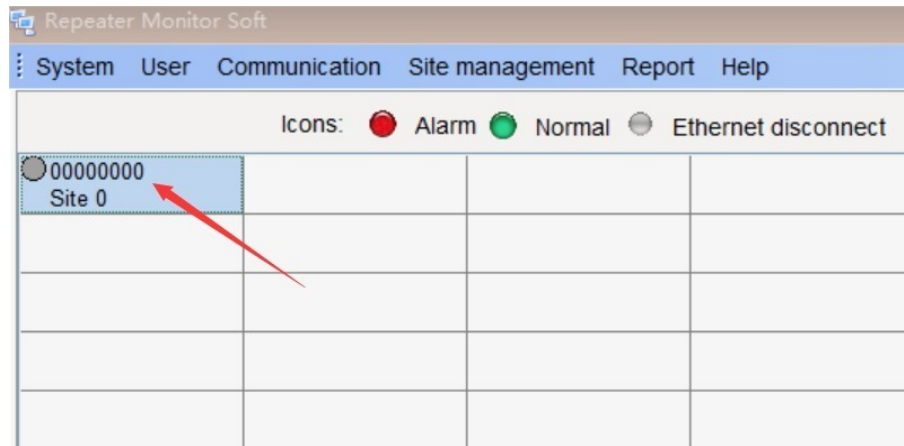 Repeater Monitor Soft
System User Communication Site management Report Help
Icons: Alarm Normal Ethernet disconnect
00000000
Site 0